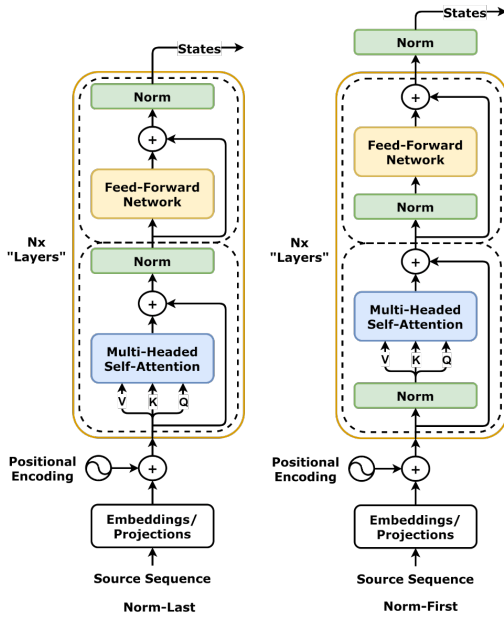 States
Norm
+
Feed-Forward
Network
Nx
"Layers"
Norm
+
Multi-Headed
Self-Attention
V K Q
Positional
Encoding
+
Embeddings/
Projections
Source Sequence
Norm-Last
States
Norm
+
Feed-Forward
Network
Norm
Nx
"Layers"
+
Multi-Headed
Self-Attention
V K Q
Norm
Positional
Encoding
+
Embeddings/
Projections
Source Sequence
Norm-First